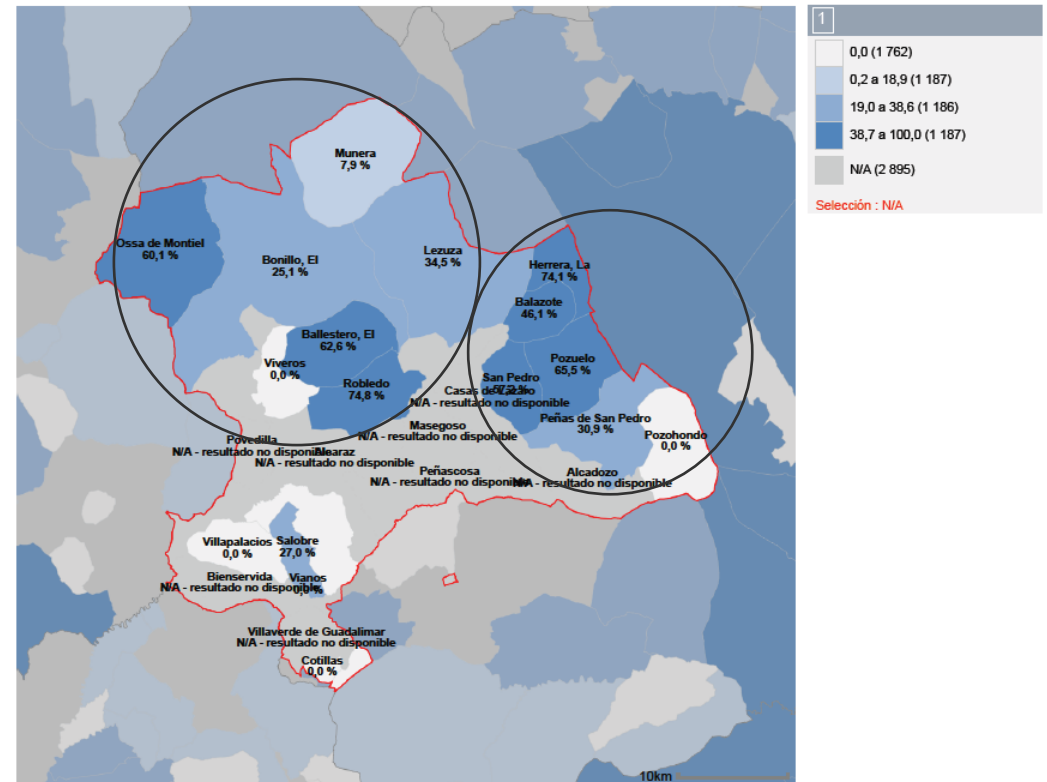 1
0,0 (1 762)
0,2 a 18,9 (1 187)
19,0 a 38,6 (1 186)
38,7 a 100,0 (1 187)
N/A (2 895)
Selección : N/A
Munera
7,9 %
Ossa de Montiel
60,1 %
Bonillo, El
25,1 %
Lezuza
34,5 %
Herrera, La
74,1 %
Balazote
46,1 %
Ballestero, El
62,6 %
Viveros
0,0 %
Robledo
74,8 %
Pozuelo
65,5 %
San Pedro
Casas de Lázaro
N/A - resultado no disponible
Peñas de San Pedro
30,9 %
Masegoso
N/A - resultado no disponible
Pozohondo
0,0 %
Povedilla
N/A - resultado no disponible
Alcaraz
N/A - resultado no disponible
Peñascosa
N/A - resultado no disponible
Alcadozo
N/A - resultado no disponible
Villapalacios
0,0 %
Salobre
27,0 %
Bienservida
N/A - resultado no disponible
Vianos
0,0 %
Villaverde de Guadalimar
N/A - resultado no disponible
Cotillas
0,0 %
10km